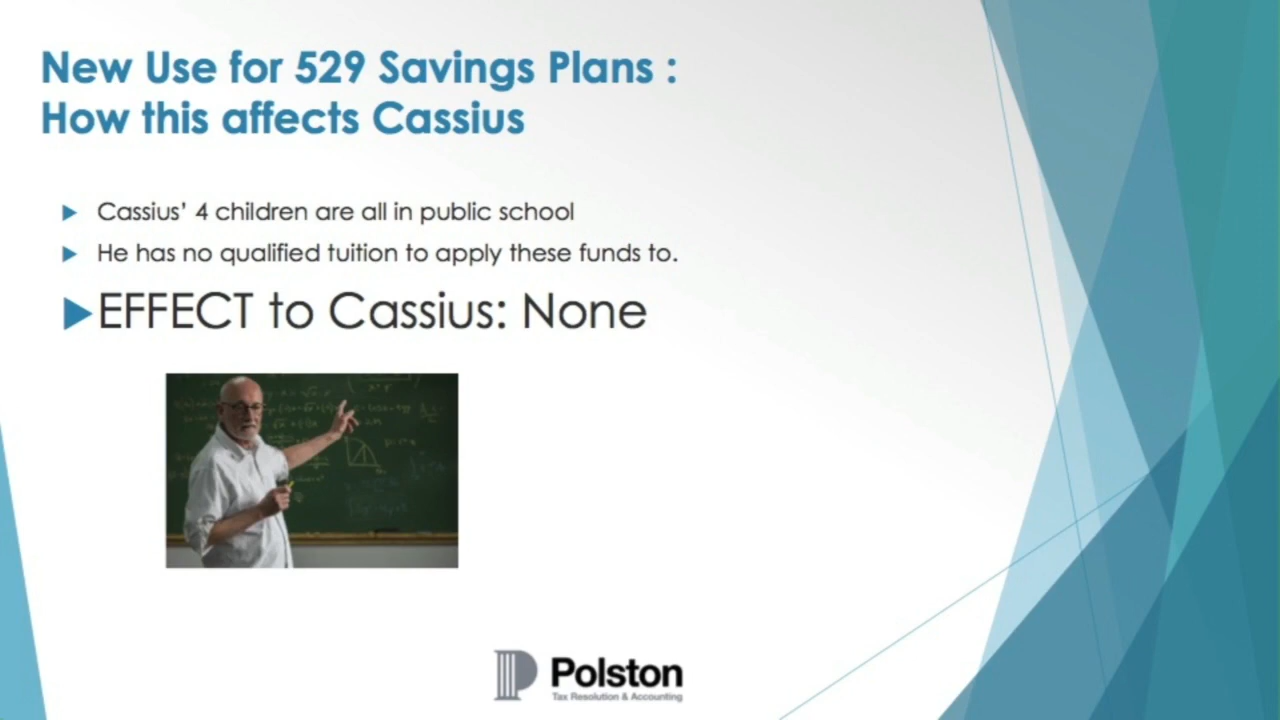 New Use for 529 Savings Plans :
How this affects Cassius
Cassius’ 4 children are all in public school
He has no qualified tuition to apply these funds to.
EFFECT to Cassius: None
Polston
Tax Resolution & Accounting